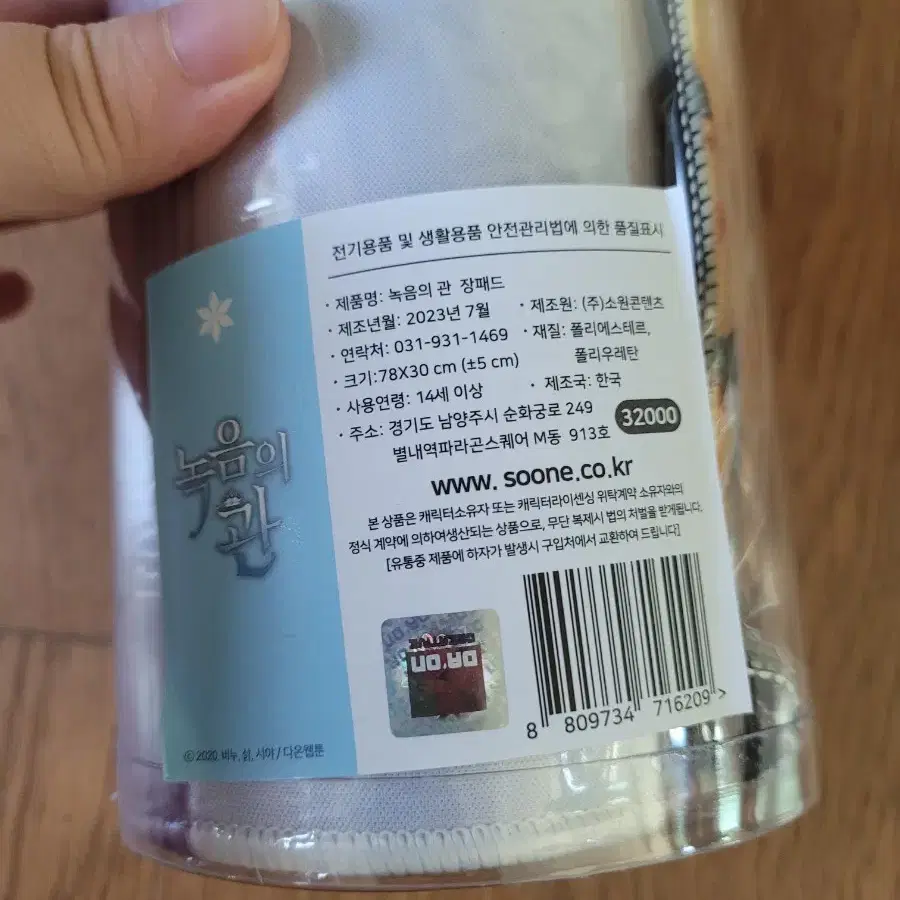 전기용품 및 생활용품 안전관리법에 의한 품질표시
· 제품명: 녹음의 관 장패드
· 제조년월: 2023년 7월
· 제조원: (주)소원콘텐츠
· 연락처: 031-931-1469
· 재질: 폴리에스테르,
폴리우레탄
· 크기:78X30 cm (±5 cm)
· 사용연령: 14세 이상
· 제조국: 한국
· 주소: 경기도 남양주시 순화궁로 249
별내역파라곤스퀘어 M동 913호
32000
www. soone.co.kr
본 상품은 캐릭터소유자 또는 캐릭터라이센싱 위탁계약 소유자와의
정식 계약에 의하여생산되는 상품으로, 무단 복제시 법의 처벌을 받게됩니다.
[유통중 제품에 하자가 발생시 구입처에서 교환하여 드립니다]
녹음의
관
DA,ON
8 809734 716209 >
ⓒ 2020. 비누, 섬, 시야 / 다온웹툰